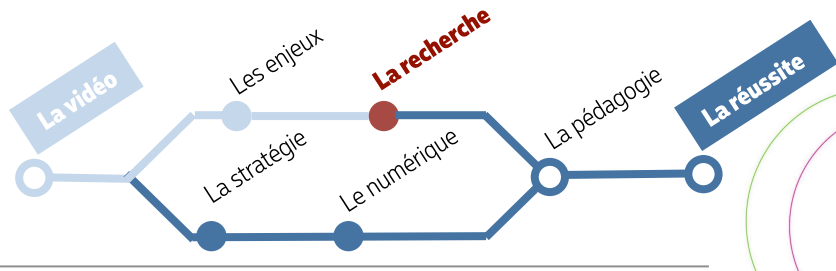 La vidéo
Les enjeux
La recherche
La stratégie
Le numérique
La pédagogie
La réussite